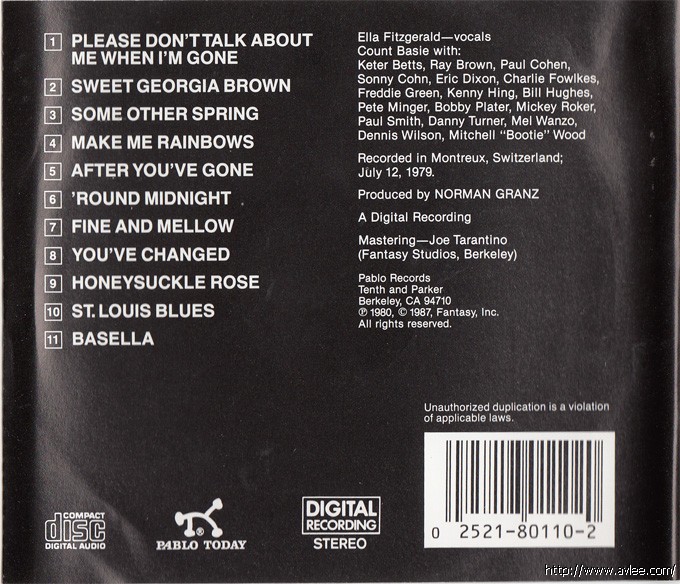 1 PLEASE DON'T TALK ABOUT
ME WHEN I'M GONE
2 SWEET GEORGIA BROWN
3 SOME OTHER SPRING
4 MAKE ME RAINBOWS
5 AFTER YOU'VE GONE
6 'ROUND MIDNIGHT
7 FINE AND MELLOW
8 YOU'VE CHANGED
9 HONEYSUCKLE ROSE
10 ST. LOUIS BLUES
11 BASELLA
Ella Fitzgerald—vocals
Count Basie with:
Keter Betts, Ray Brown, Paul Cohen,
Sonny Cohn, Eric Dixon, Charlie Fowlkes,
Freddie Green, Kenny Hing, Bill Hughes,
Pete Minger, Bobby Plater, Mickey Roker,
Paul Smith, Danny Turner, Mel Wanzo,
Dennis Wilson, Mitchell "Bootie" Wood
Recorded in Montreux, Switzerland;
July 12, 1979.
Produced by NORMAN GRANZ
A Digital Recording
Mastering—Joe Tarantino
(Fantasy Studios, Berkeley)
Pablo Records
Tenth and Parker
Berkeley, CA 94710
℗ 1980, © 1987, Fantasy, Inc.
All rights reserved.
Unauthorized duplication is a violation
of applicable laws.
COMPACT
disc
DIGITAL AUDIO
®
PABLO TODAY
DIGITAL
RECORDING
STEREO
0 2521-80110-2
http://www.avlee.com/